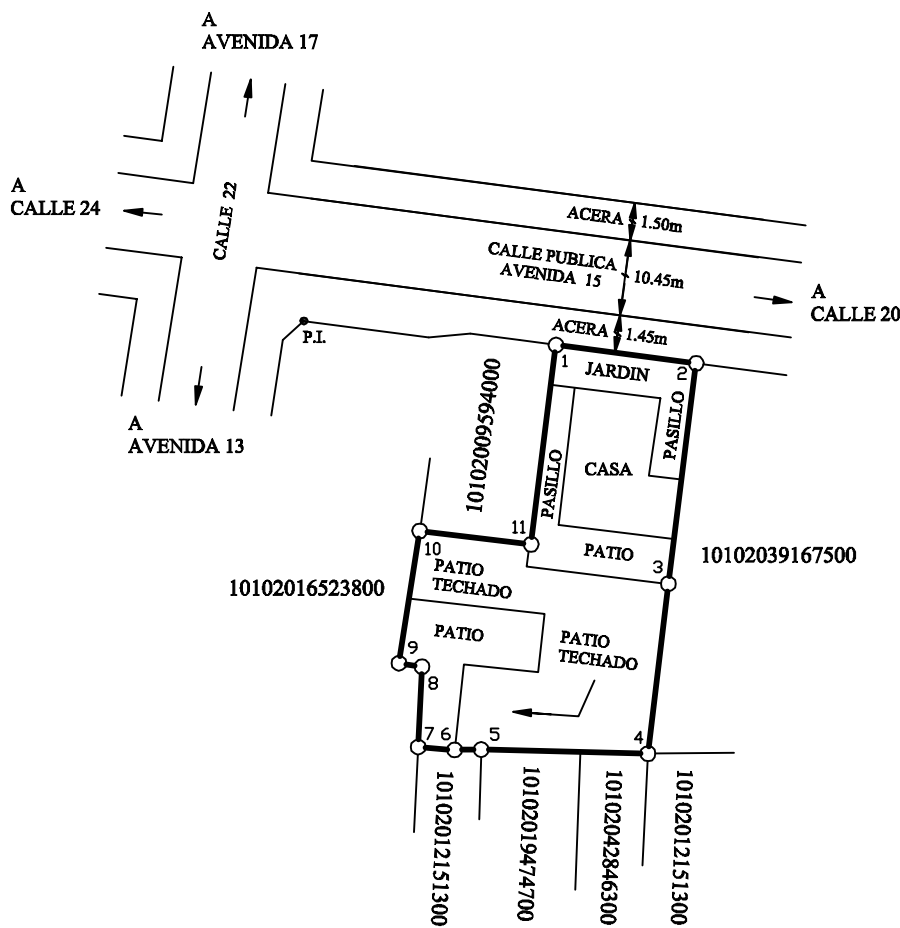 A
AVENIDA 17
A
CALLE 24
CALLE 22
ACERA 1.50m
CALLE PUBLICA
AVENIDA 15
10.45m
A
CALLE 20
ACERA 1.45m
P.I.
1
2
JARDIN
A
AVENIDA 13
10102009594000
PASILLO
PASILLO
CASA
11
10
PATIO
3
10102039167500
PATIO
TECHADO
10102016523800
PATIO
PATIO
TECHADO
9
8
7
6
5
4
10102012151300
10102019474700
10102042846300
10102012151300